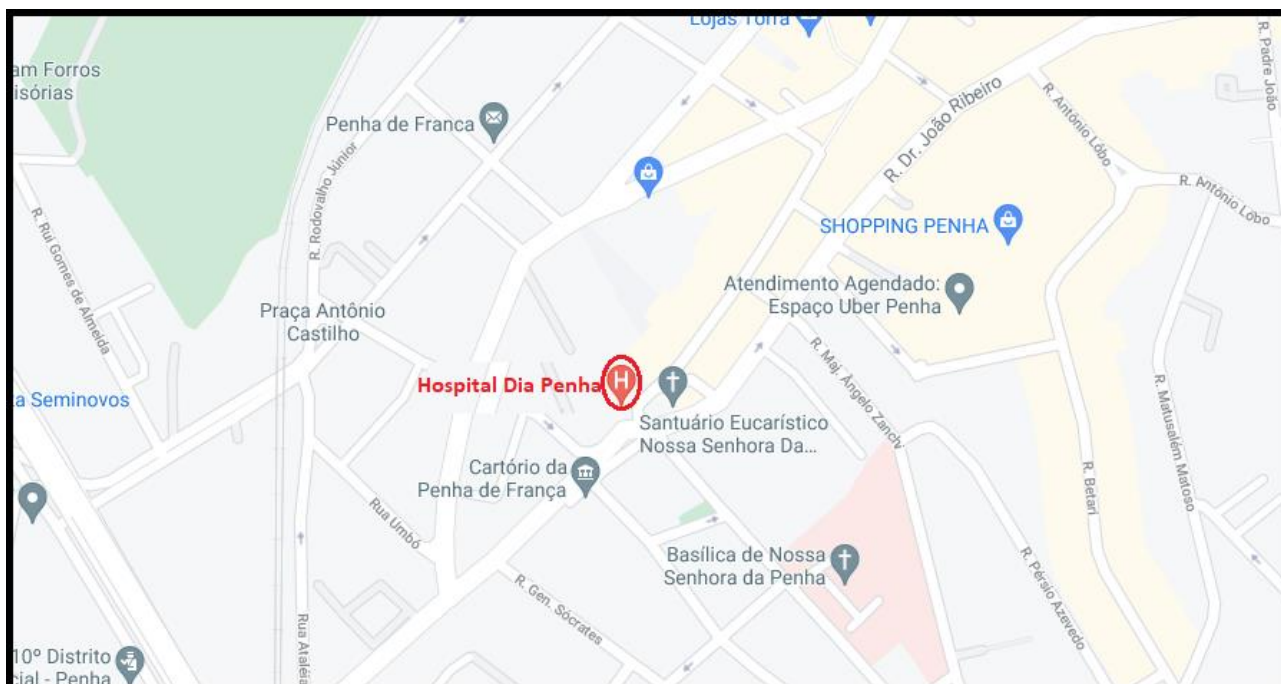 Lojas Torra
am Forros
isórias
Penha de Franca
R. Rodovalho Júnior
R. Dr. João Ribeiro
R. Antônio Lôbo
R. Padre João
R. Antônio Lôbo
R. Rui Gomes de Almeida
SHOPPING PENHA
Atendimento Agendado:
Espaço Uber Penha
Praça Antônio
Castilho
Hospital Dia Penha
H
a Seminovos
Santuário Eucarístico
Nossa Senhora Da...
R. Maj. Ângelo Zanchi
R. Matusalém Matoso
Cartório da
Penha de França
Rua Umbó
R. Betari
Basílica de Nossa
Senhora da Penha
R. Gen. Sócrates
R. Pérsio Azevedo
Rua Ataléia
10º Distrito
cial - Penha